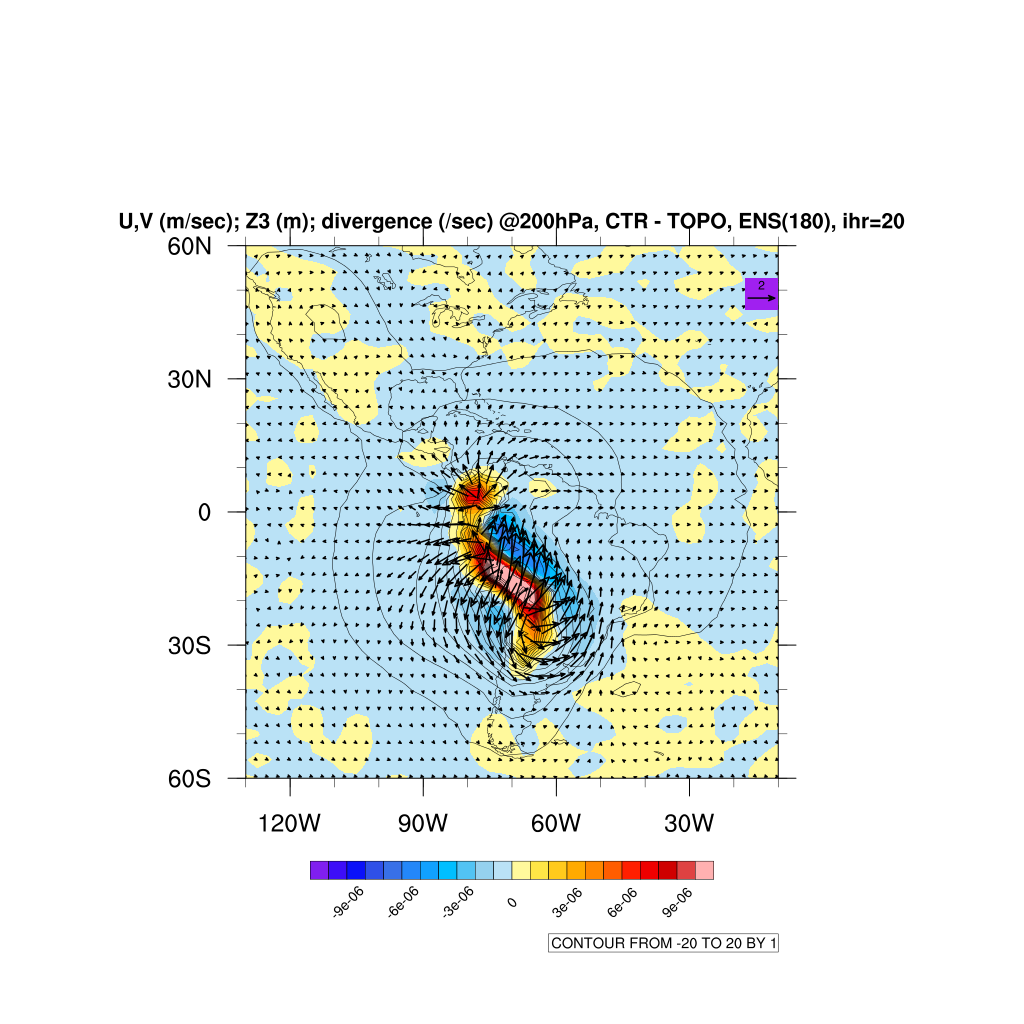 U,V (m/sec); Z3 (m); divergence (/sec) @200hPa, CTR - TOPO, ENS(180), ihr=20
60N
2
30N
0
30S
60S
120W 90W 60W 30W
-9e-06 -6e-06 -3e-06 0 3e-06 6e-06 9e-06
CONTOUR FROM -20 TO 20 BY 1